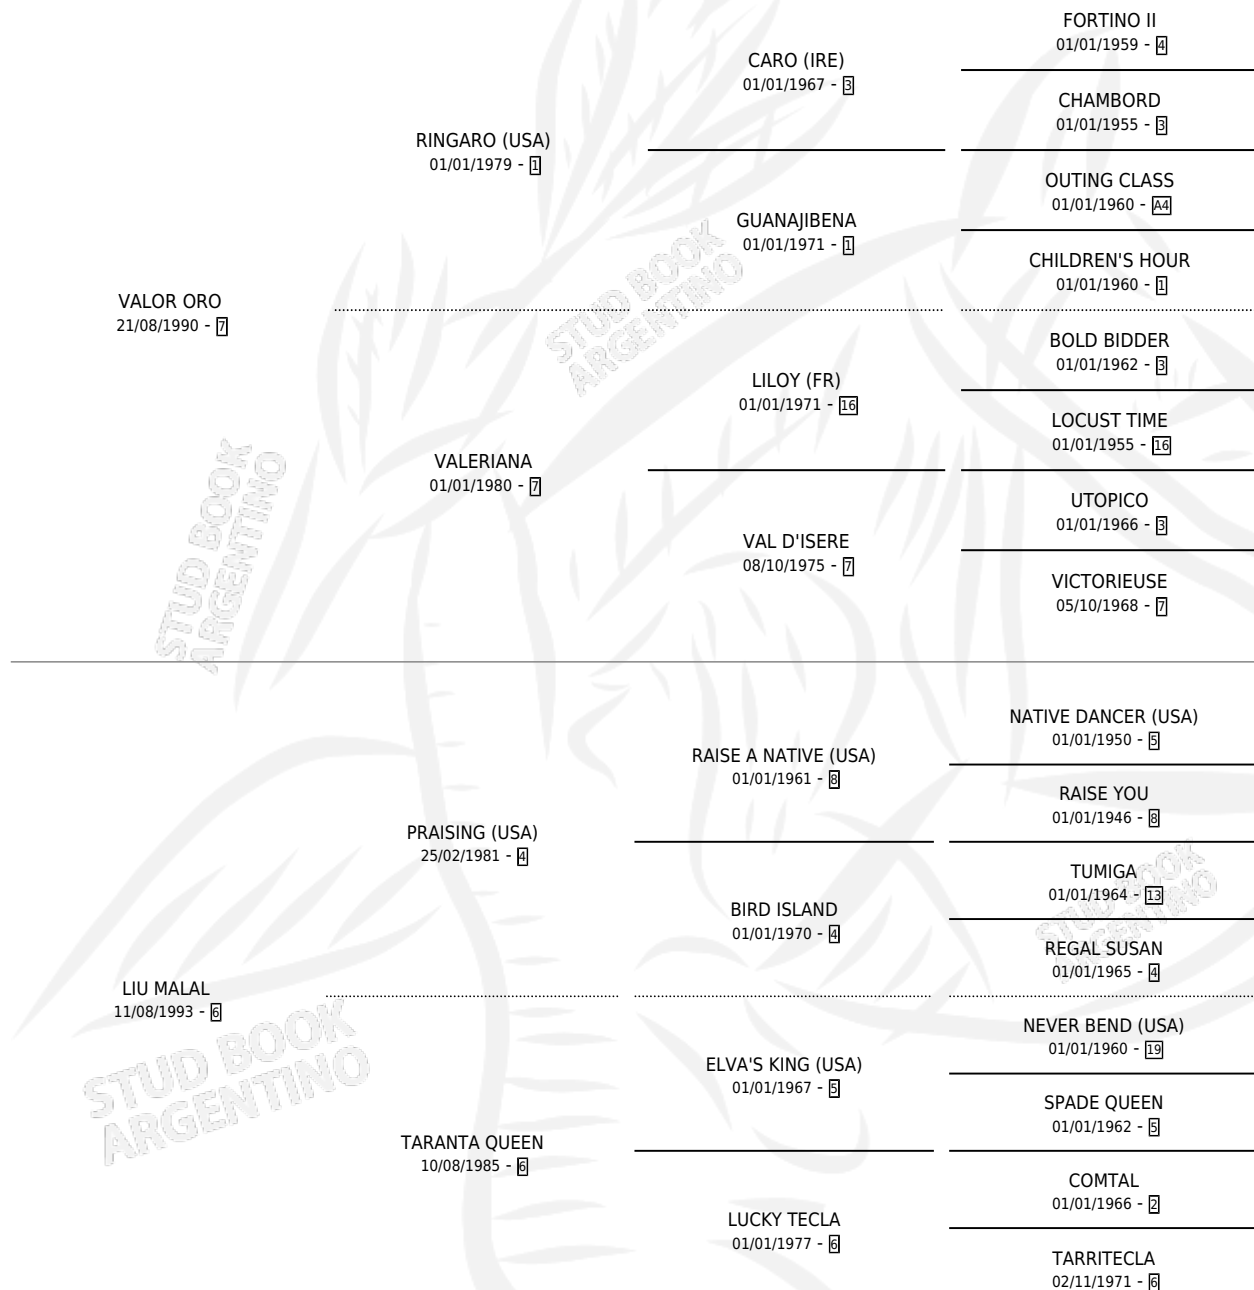 FORTINO II
01/01/1959 - 4
CARO (IRE)
01/01/1967 - 3
CHAMBORD
01/01/1955 - 3
RINGARO (USA)
01/01/1979 - 1
OUTING CLASS
01/01/1960 - A4
GUANAJIBENA
01/01/1971 - 1
CHILDREN'S HOUR
01/01/1960 - 1
VALOR ORO
21/08/1990 - 7
STUD BOOK
ARGENTINO
BOLD BIDDER
01/01/1962 - 3
LILOY (FR)
01/01/1971 - 16
LOCUST TIME
01/01/1955 - 16
VALERIANA
01/01/1980 - 7
UTOPICO
01/01/1966 - 3
VAL D'ISERE
08/10/1975 - 7
VICTORIEUSE
05/10/1968 - 7
STUD BOOK
ARGENTINO
NATIVE DANCER (USA)
01/01/1950 - 5
RAISE A NATIVE (USA)
01/01/1961 - 8
RAISE YOU
01/01/1946 - 8
PRAISING (USA)
25/02/1981 - 4
TUMIGA
01/01/1964 - 13
STUD BOOK
ARGENTINO
BIRD ISLAND
01/01/1970 - 4
REGAL SUSAN
01/01/1965 - 4
LIU MALAL
11/08/1993 - 6
STUD BOOK
ARGENTINO
NEVER BEND (USA)
01/01/1960 - 19
ELVA'S KING (USA)
01/01/1967 - 5
SPADE QUEEN
01/01/1962 - 5
TARANTA QUEEN
10/08/1985 - 6
COMTAL
01/01/1966 - 2
LUCKY TECLA
01/01/1977 - 6
TARRITECLA
02/11/1971 - 6